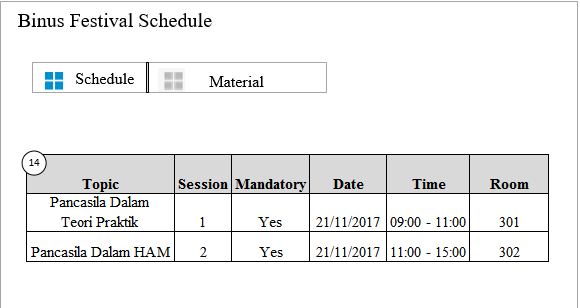 Binus Festival Schedule
Schedule Material
14
Topic Session Mandatory Date Time Room
Pancasila Dalam
Teori Praktik 1 Yes 21/11/2017 09:00 - 11:00 301
Pancasila Dalam HAM 2 Yes 21/11/2017 11:00 - 15:00 302